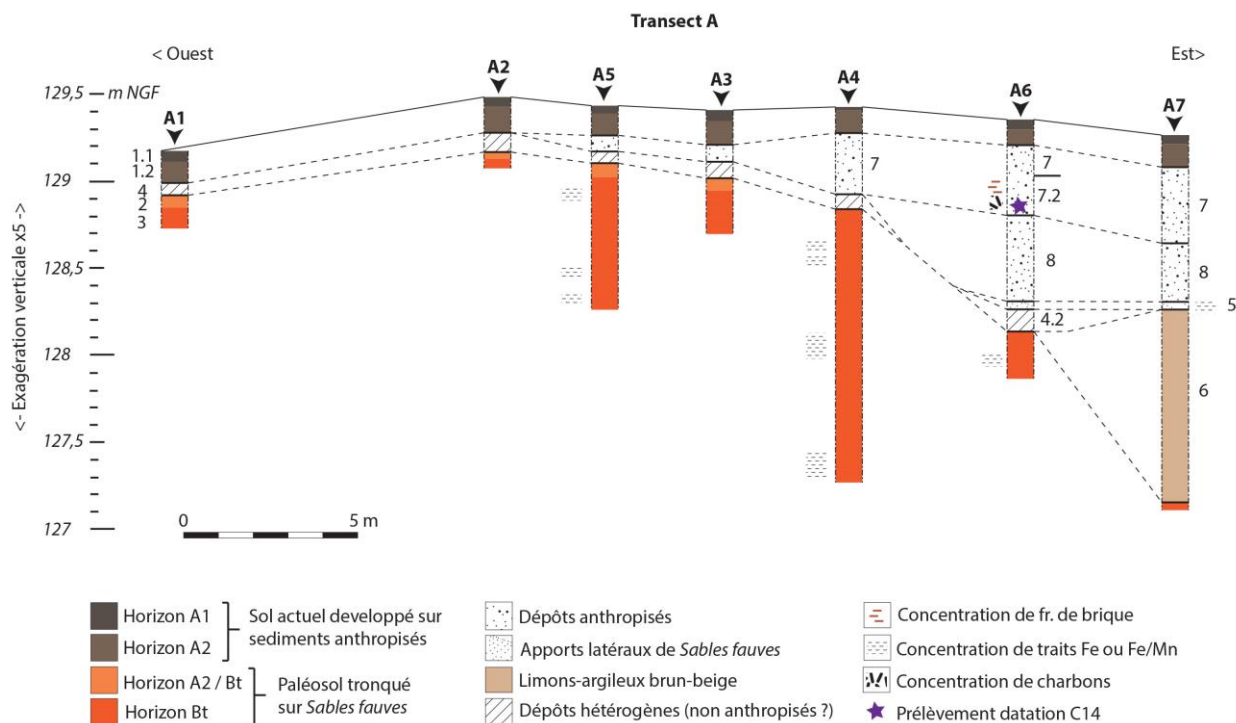 Transect A
< Ouest
Est>
A1
A2
A5
A3
A4
A6
A7
129,5 m NGF
129
128,5
128
127,5
127
<- Exagération verticale x5 ->
1.1
1.2
4
2
3
7
7
7.2
8
4.2
7
8
5
6
0 5 m
Horizon A1
Horizon A2
Sol actuel developpé sur
sediments anthropisés
Horizon A2 / Bt
Horizon Bt
Paléosol tronqué
sur Sables fauves
Dépôts anthropisés
Apports latéraux de Sables fauves
Limons-argileux brun-beige
Dépôts hétérogènes (non anthropisés ?)
Concentration de fr. de brique
Concentration de traits Fe ou Fe/Mn
Concentration de charbons
Prélèvement datation C14